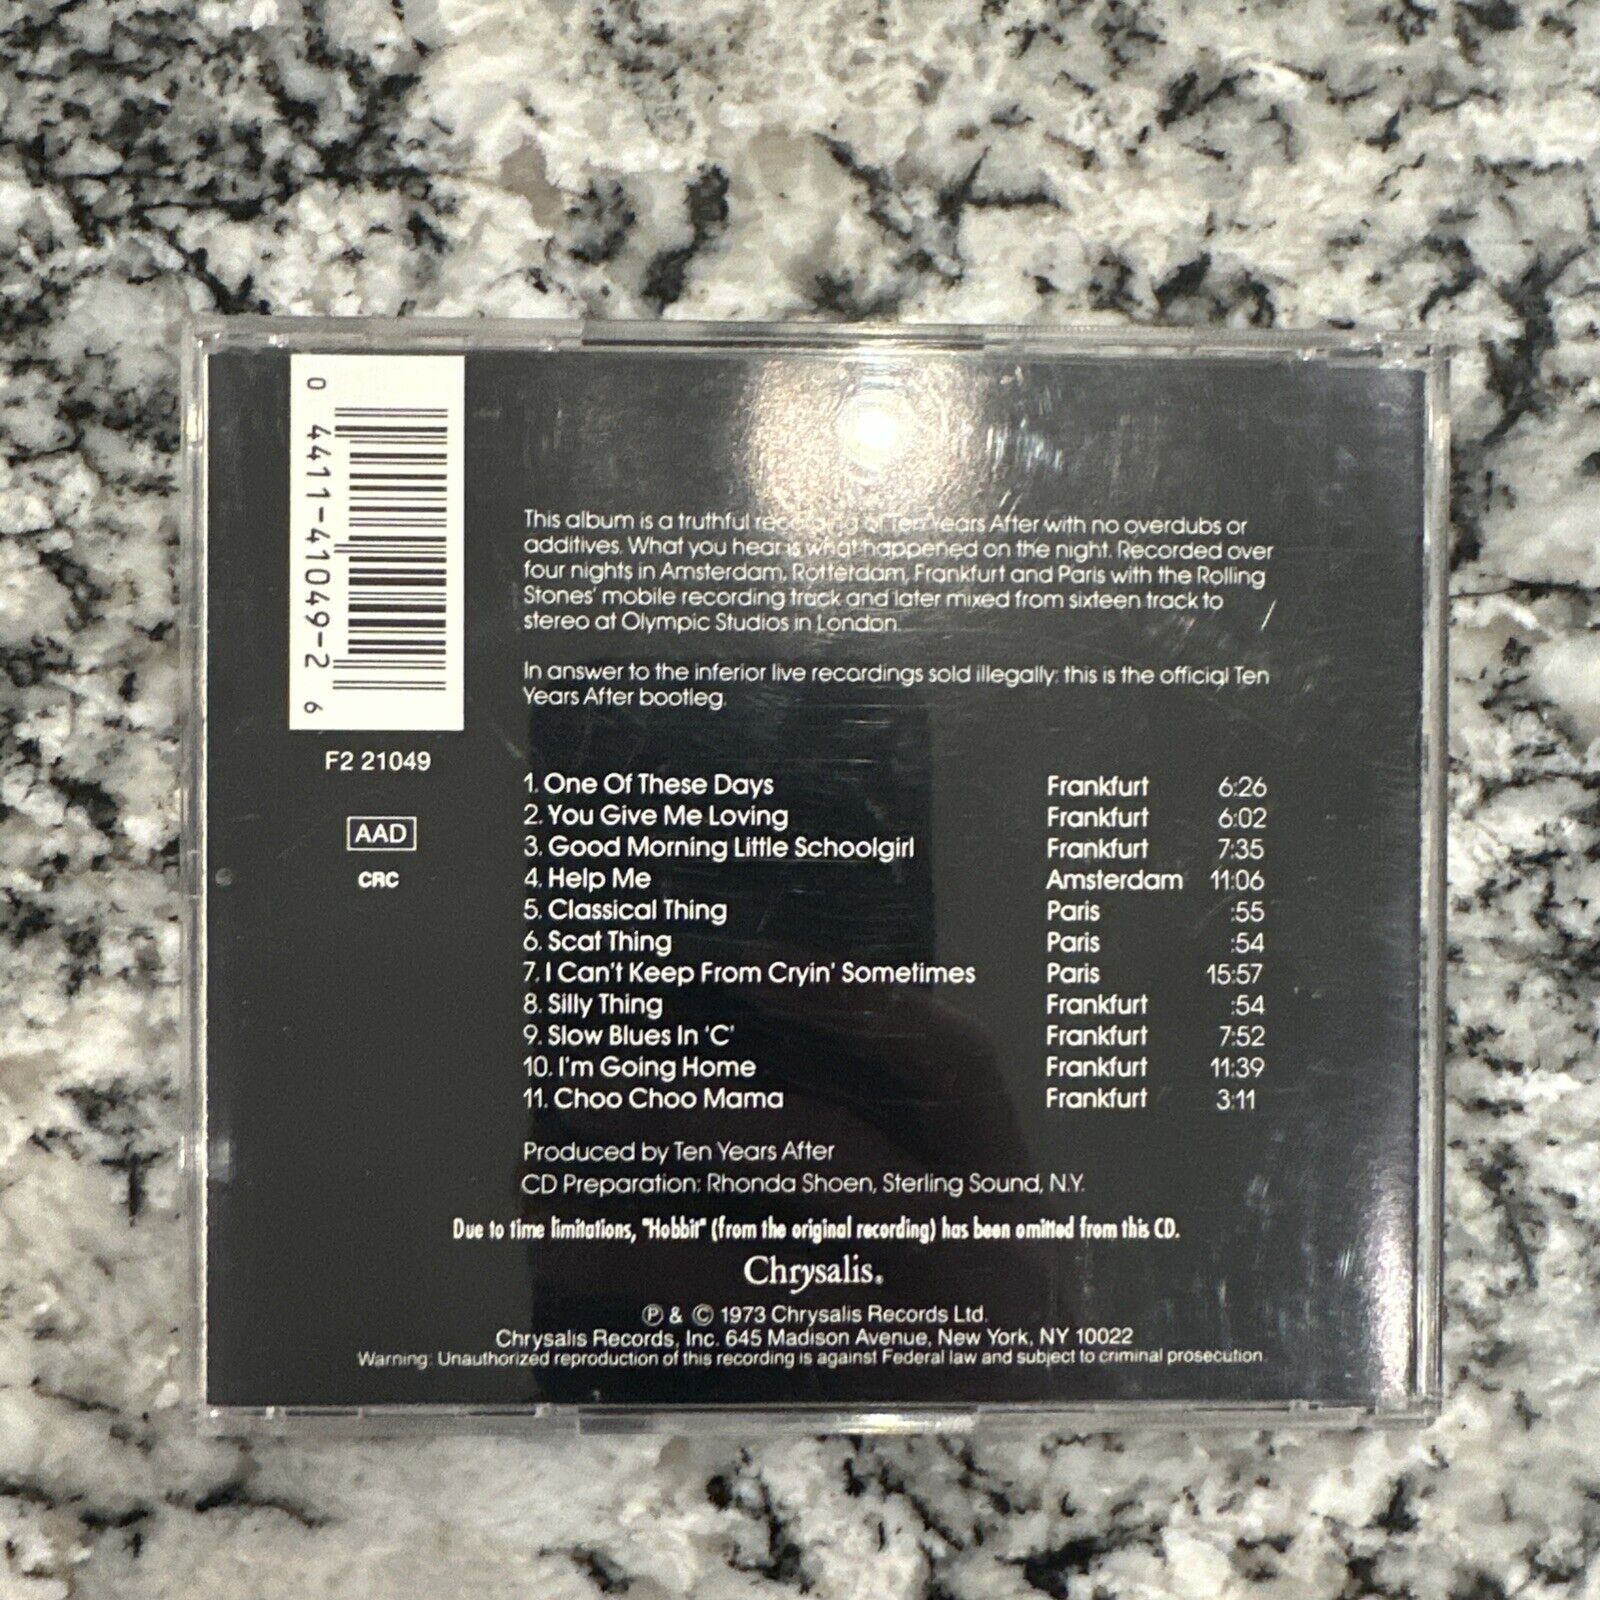 0 4411-41049-2 6
F2 21049
AAD
CRC
This album is a truthful recording of Ten Years After with no overdubs or
additives. What you hear is what happened on the night. Recorded over
four nights in Amsterdam, Rotterdam, Frankfurt and Paris with the Rolling
Stones' mobile recording truck and later mixed from sixteen track to
stereo at Olympic Studios in London.
In answer to the inferior live recordings sold illegally: this is the official Ten
Years After bootleg.
1. One Of These Days Frankfurt 6:26
2. You Give Me Loving Frankfurt 6:02
3. Good Morning Little Schoolgirl Frankfurt 7:35
4. Help Me Amsterdam 11:06
5. Classical Thing Paris :55
6. Scat Thing Paris :54
7. I Can't Keep From Cryin' Sometimes Paris 15:57
8. Silly Thing Frankfurt :54
9. Slow Blues In 'C' Frankfurt 7:52
10. I'm Going Home Frankfurt 11:39
11. Choo Choo Mama Frankfurt 3:11
Produced by Ten Years After
CD Preparation: Rhonda Shoen, Sterling Sound, N.Y.
Due to time limitations, "Hobbit" (from the original recording) has been omitted from this CD.
Chrysalis®
℗ & © 1973 Chrysalis Records Ltd.
Chrysalis Records, Inc. 645 Madison Avenue, New York, NY 10022
Warning: Unauthorized reproduction of this recording is against Federal law and subject to criminal prosecution.